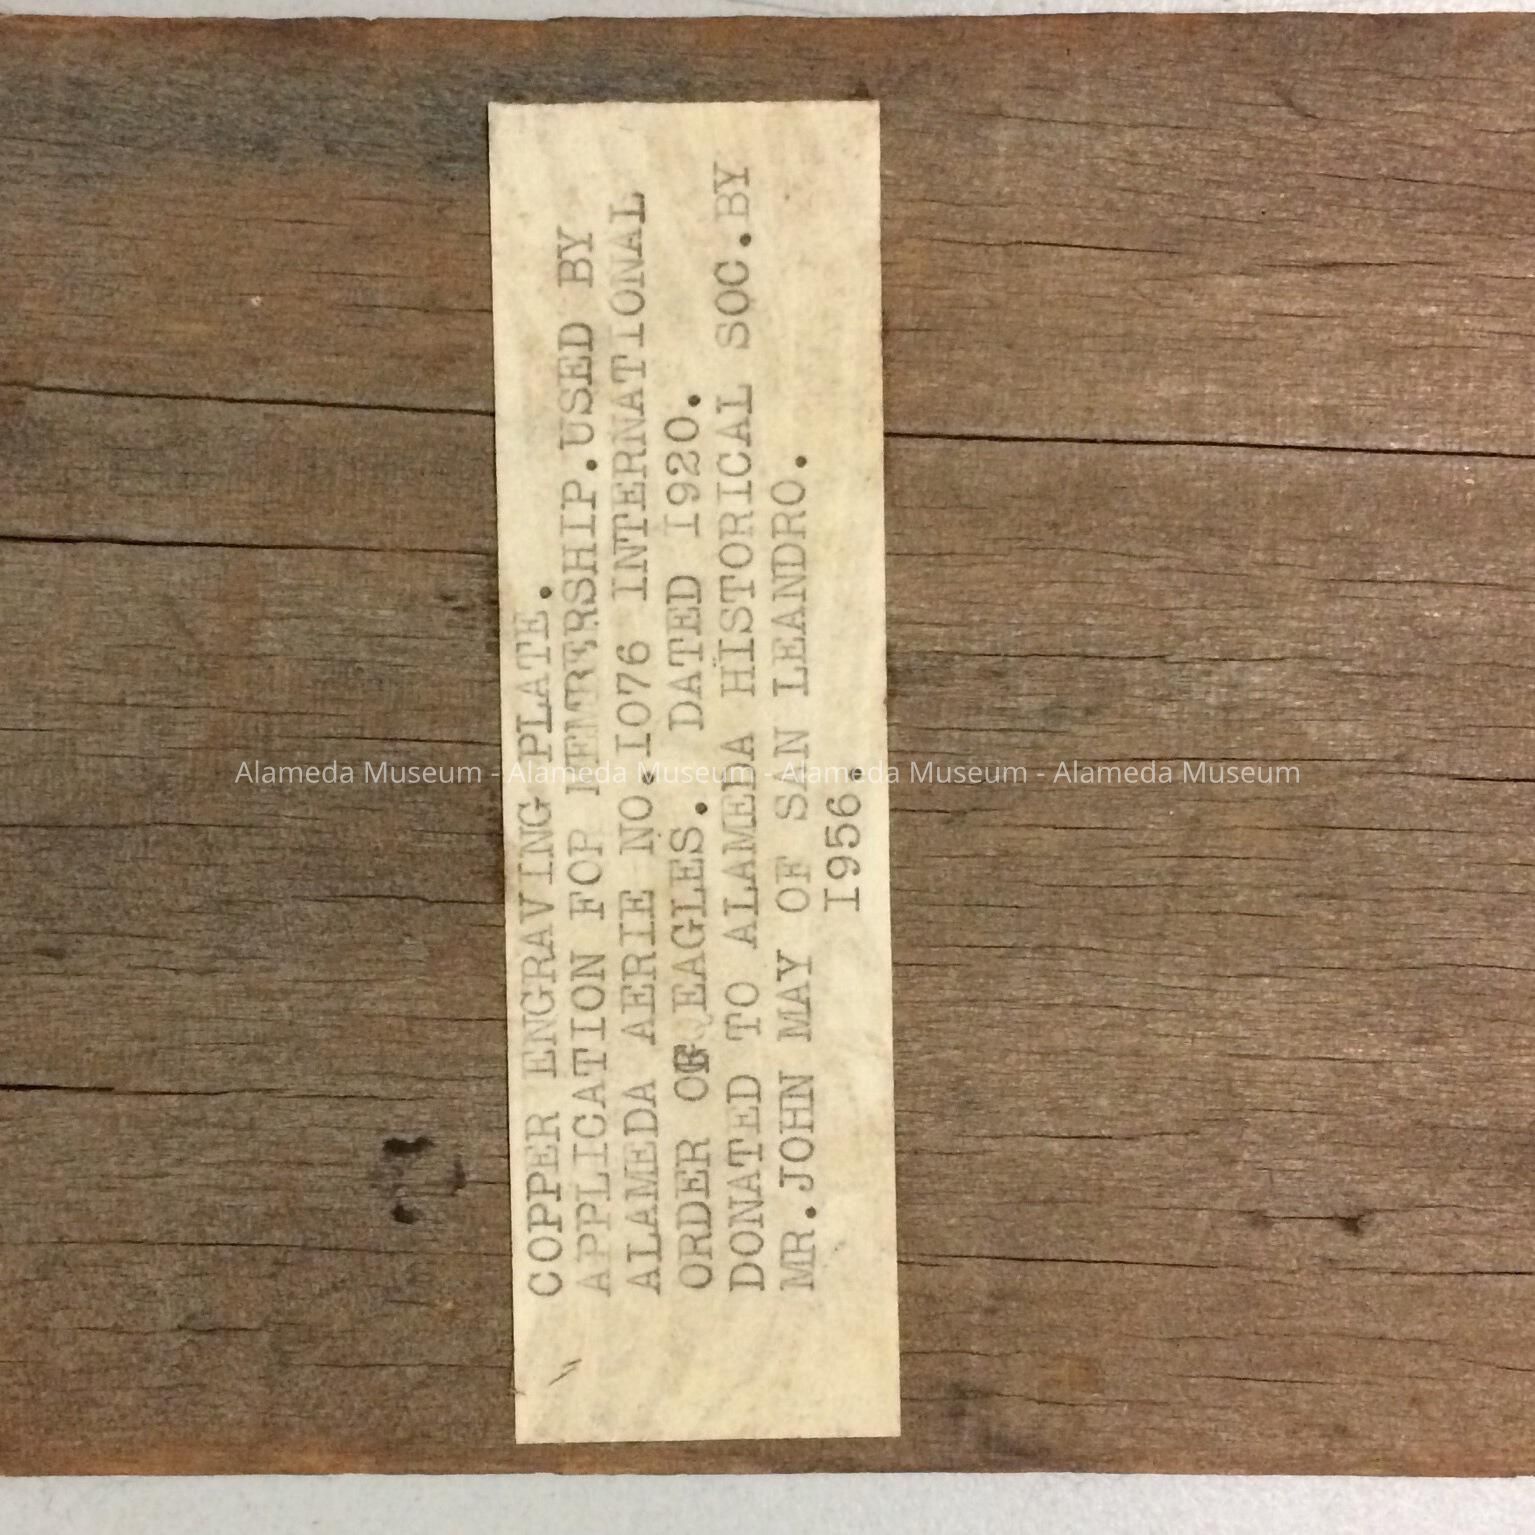 COPPER ENGRAVING PLATE.
APPLICATION FOR MEMBERSHIP.USED BY
ALAMEDA AERIE NO.1076 INTERNATIONAL
ORDER OF EAGLES. DATED 1920.
DONATED TO ALAMEDA HISTORICAL SOC.BY
MR.JOHN MAY OF SAN LEANDRO.
1956.
Alameda Museum - Alameda Museum - Alameda Museum - Alameda Museum